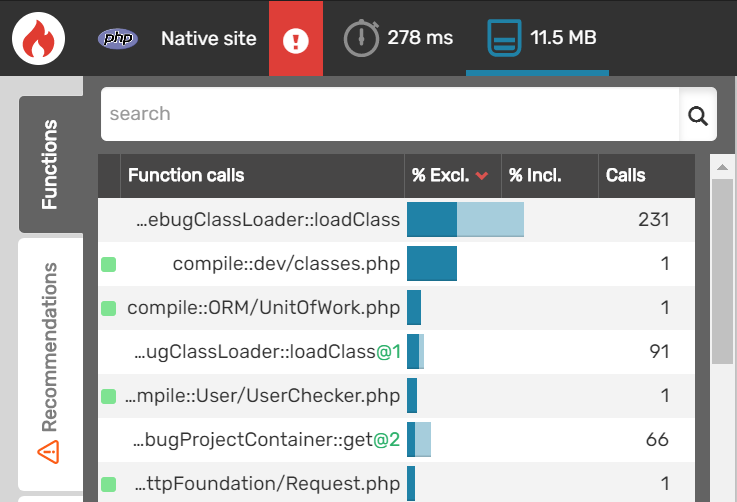 php Native site 278 ms 11.5 MB
search
Functions
Recommendations
Function calls % Excl. % Incl. Calls
…ebugClassLoader::loadClass 231
compile::dev/classes.php 1
compile::ORM/UnitOfWork.php 1
…ugClassLoader::loadClass@1 91
…mpile::User/UserChecker.php 1
…bugProjectContainer::get@2 66
…ttpFoundation/Request.php 1